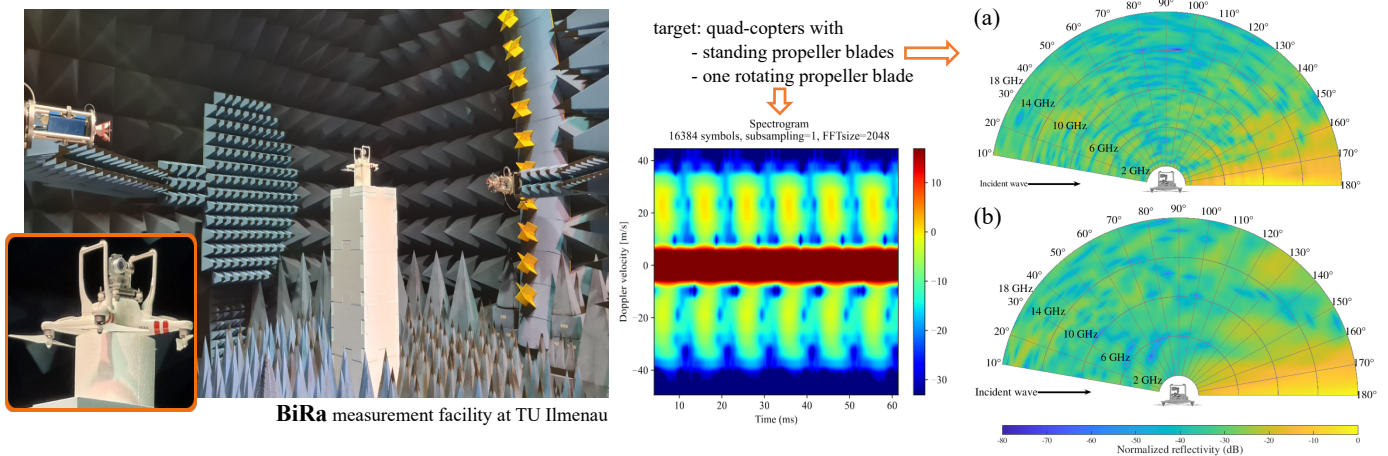 BiRa measurement facility at TU Ilmenau
target: quad-copters with
- standing propeller blades
- one rotating propeller blade
Spectrogram
16384 symbols, subsampling=1, FFTsize=2048
Doppler velocity [m/s]
40
20
0
−20
−40
10
20
30
40
50
60
Time (ms)
10
0
−10
−20
−30
(a)
10°
20°
30°
40°
50°
60°
70°
80°
90°
100°
110°
120°
130°
140°
150°
160°
170°
180°
18 GHz
14 GHz
10 GHz
6 GHz
2 GHz
Incident wave
(b)
10°
20°
30°
40°
50°
60°
70°
80°
90°
100°
110°
120°
130°
140°
150°
160°
170°
180°
18 GHz
14 GHz
10 GHz
6 GHz
2 GHz
Incident wave
-80
-70
-60
-50
-40
-30
-20
-10
0
Normalized reflectivity (dB)